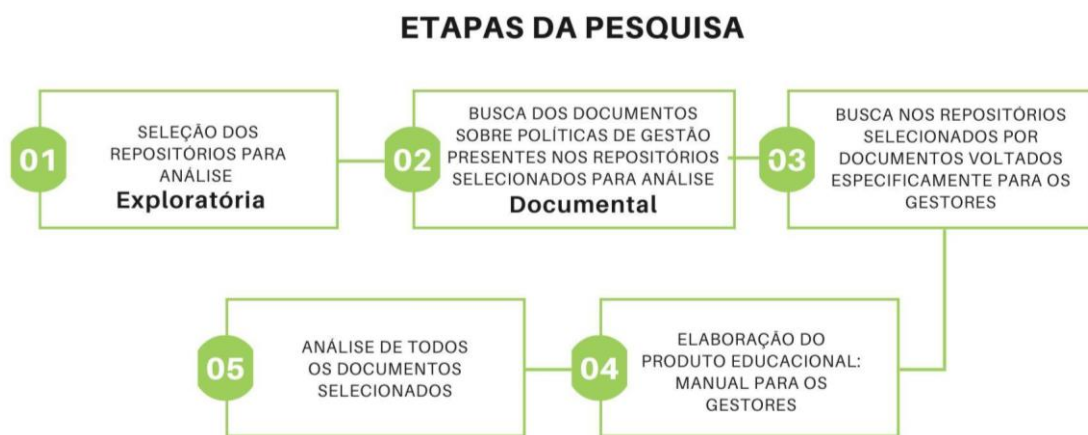 ETAPAS DA PESQUISA
01
SELEÇÃO DOS
REPOSITÓRIOS PARA
ANÁLISE
Exploratória
02
BUSCA DOS DOCUMENTOS
SOBRE POLÍTICAS DE GESTÃO
PRESENTES NOS REPOSITÓRIOS
SELECIONADOS PARA ANÁLISE
Documental
03
BUSCA NOS REPOSITÓRIOS
SELECIONADOS POR
DOCUMENTOS VOLTADOS
ESPECIFICAMENTE PARA OS
GESTORES
04
ELABORAÇÃO DO
PRODUTO EDUCACIONAL:
MANUAL PARA OS
GESTORES
05
ANÁLISE DE TODOS
OS DOCUMENTOS
SELECIONADOS